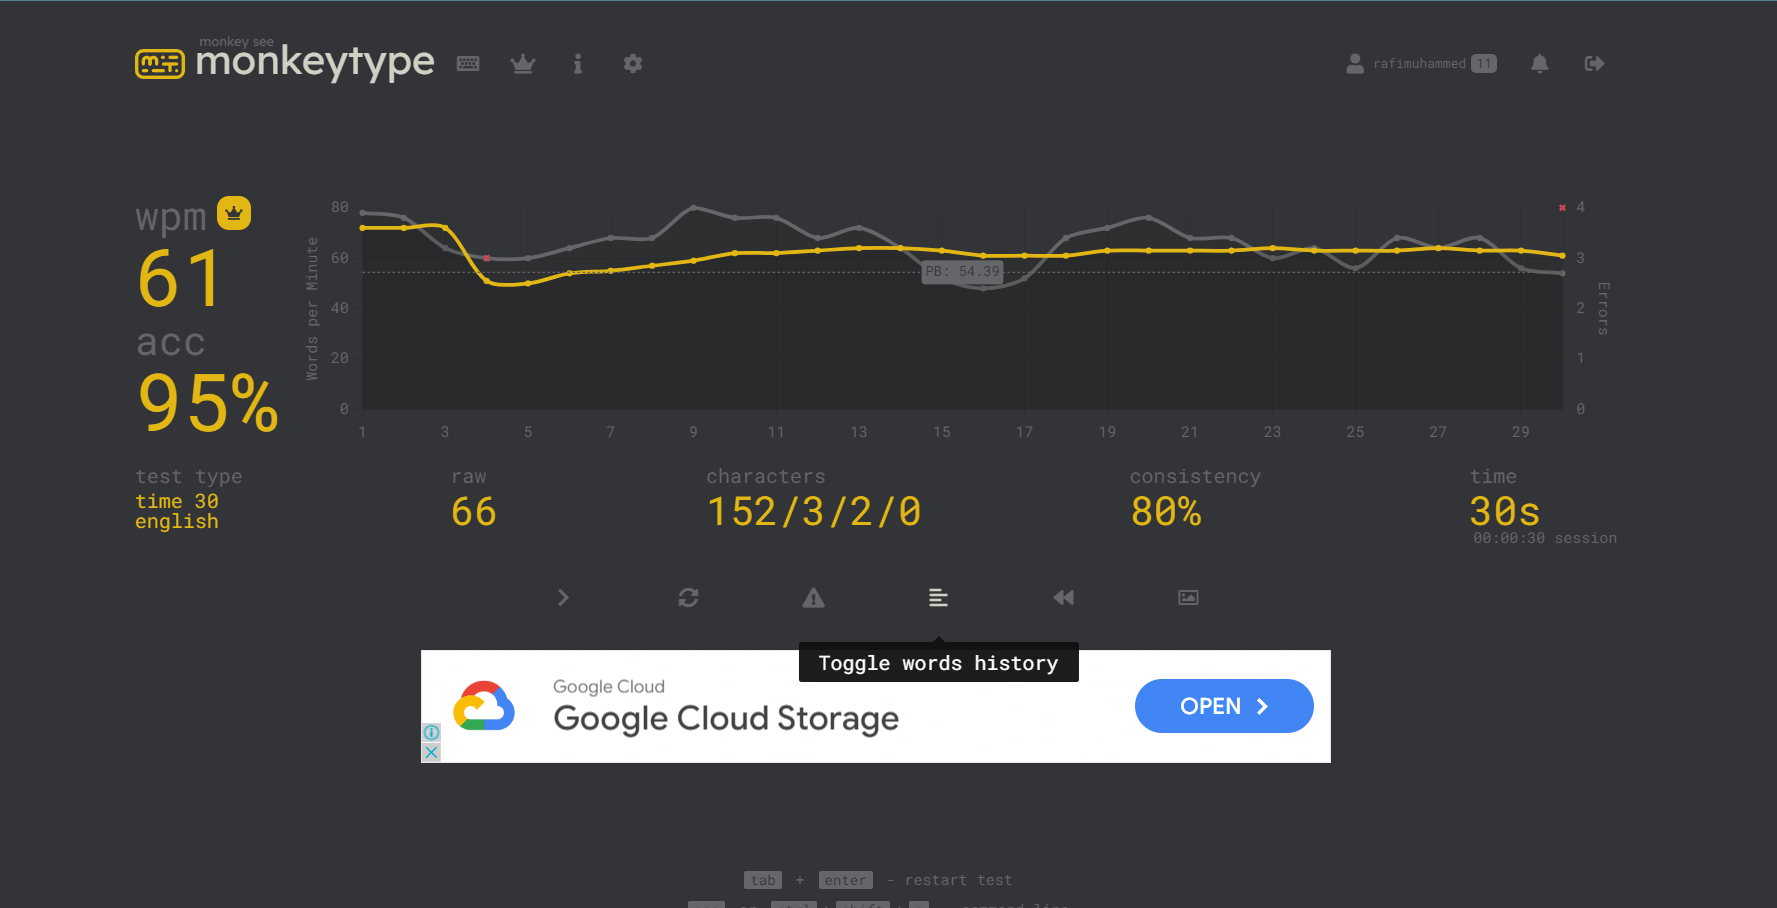 monkey see
monkeytype
rafimuhammed 11
wpm
61
acc
95%
Words per Minute
80
60
40
20
0
PB: 54.39
4
3
2
1
0
Errors
1 3 5 7 9 11 13 15 17 19 21 23 25 27 29
test type
time 30
english
raw
66
characters
152/3/2/0
consistency
80%
time
30s
00:00:30 session
Toggle words history
Google Cloud
Google Cloud Storage
OPEN
tab + enter - restart test